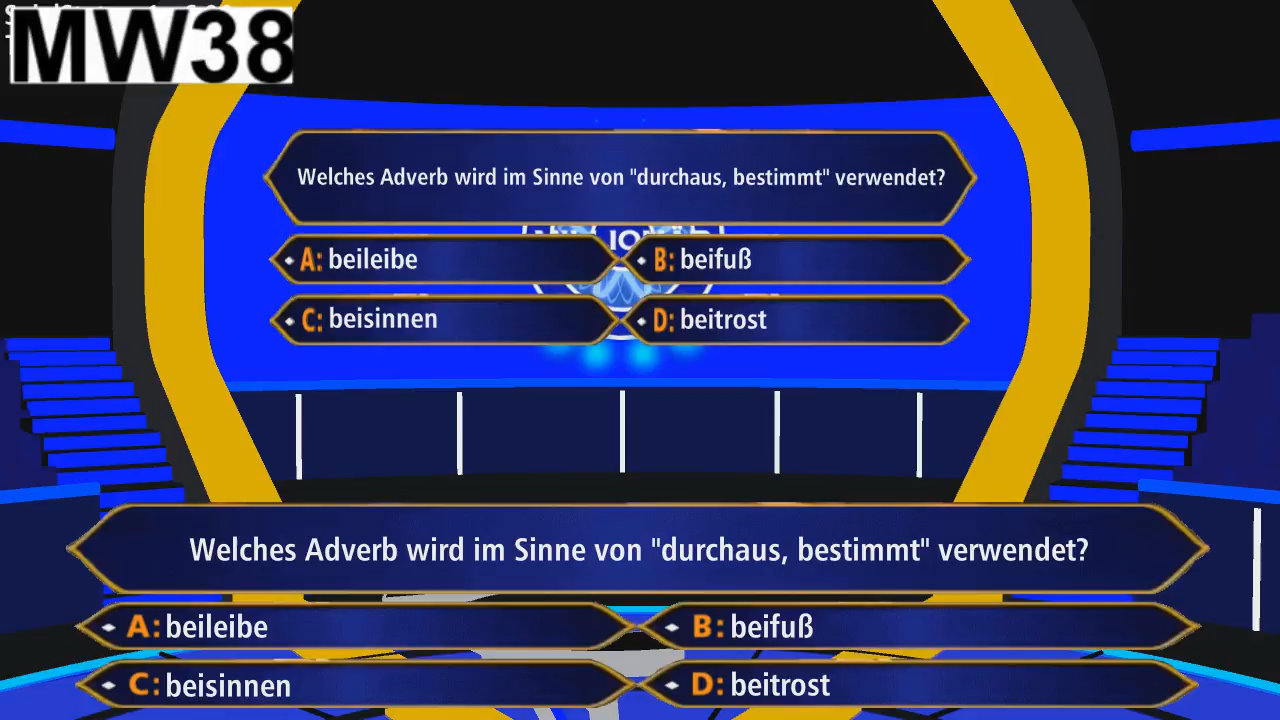 MW38
Welches Adverb wird im Sinne von "durchaus, bestimmt" verwendet?
A: beileibe
B: beifuß
C: beisinnen
D: beitrost
Welches Adverb wird im Sinne von "durchaus, bestimmt" verwendet?
A: beileibe
B: beifuß
C: beisinnen
D: beitrost